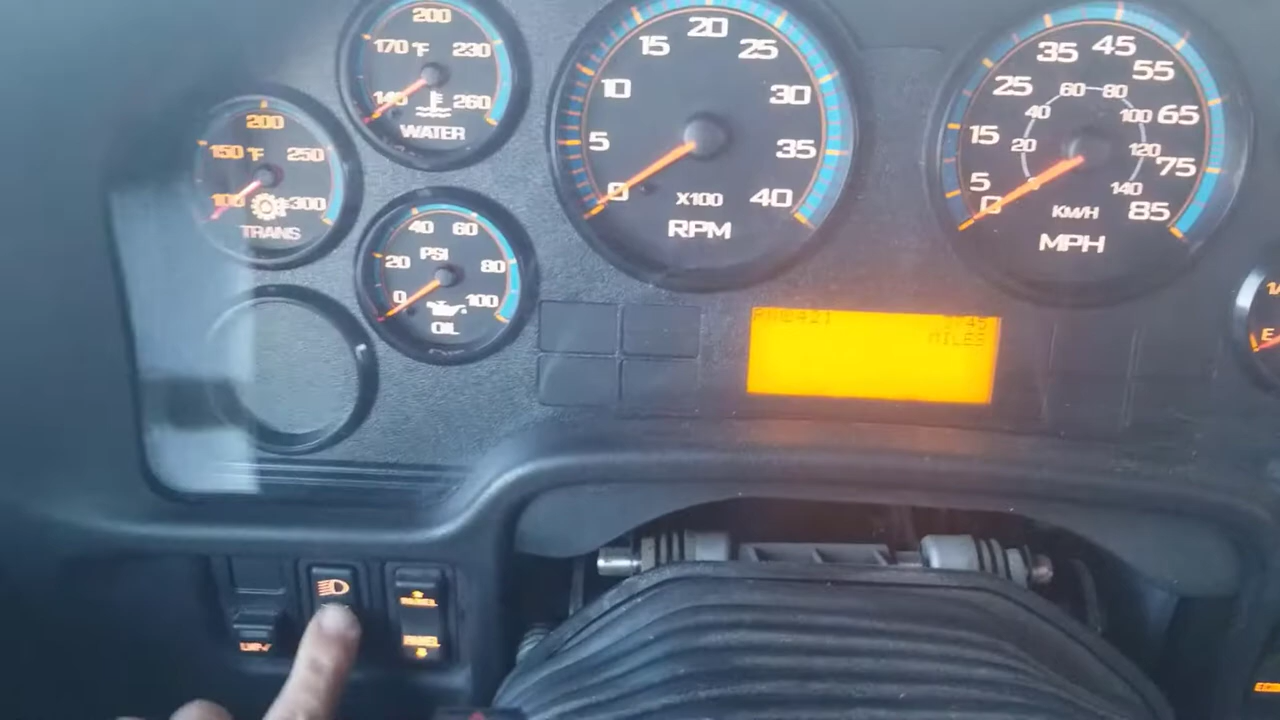 200
170 °F 230
140 260
WATER
200
150 °F 250
100 300
TRANS
40 60
PSI
20 80
0 100
OIL
20
15 25
10 30
5 35
0 40
X100
RPM
35 45
25 55
15 65
5 75
0 85
60 80
40 100
20 120
140
KM/H
MPH
MILES
E
PANEL
PANEL